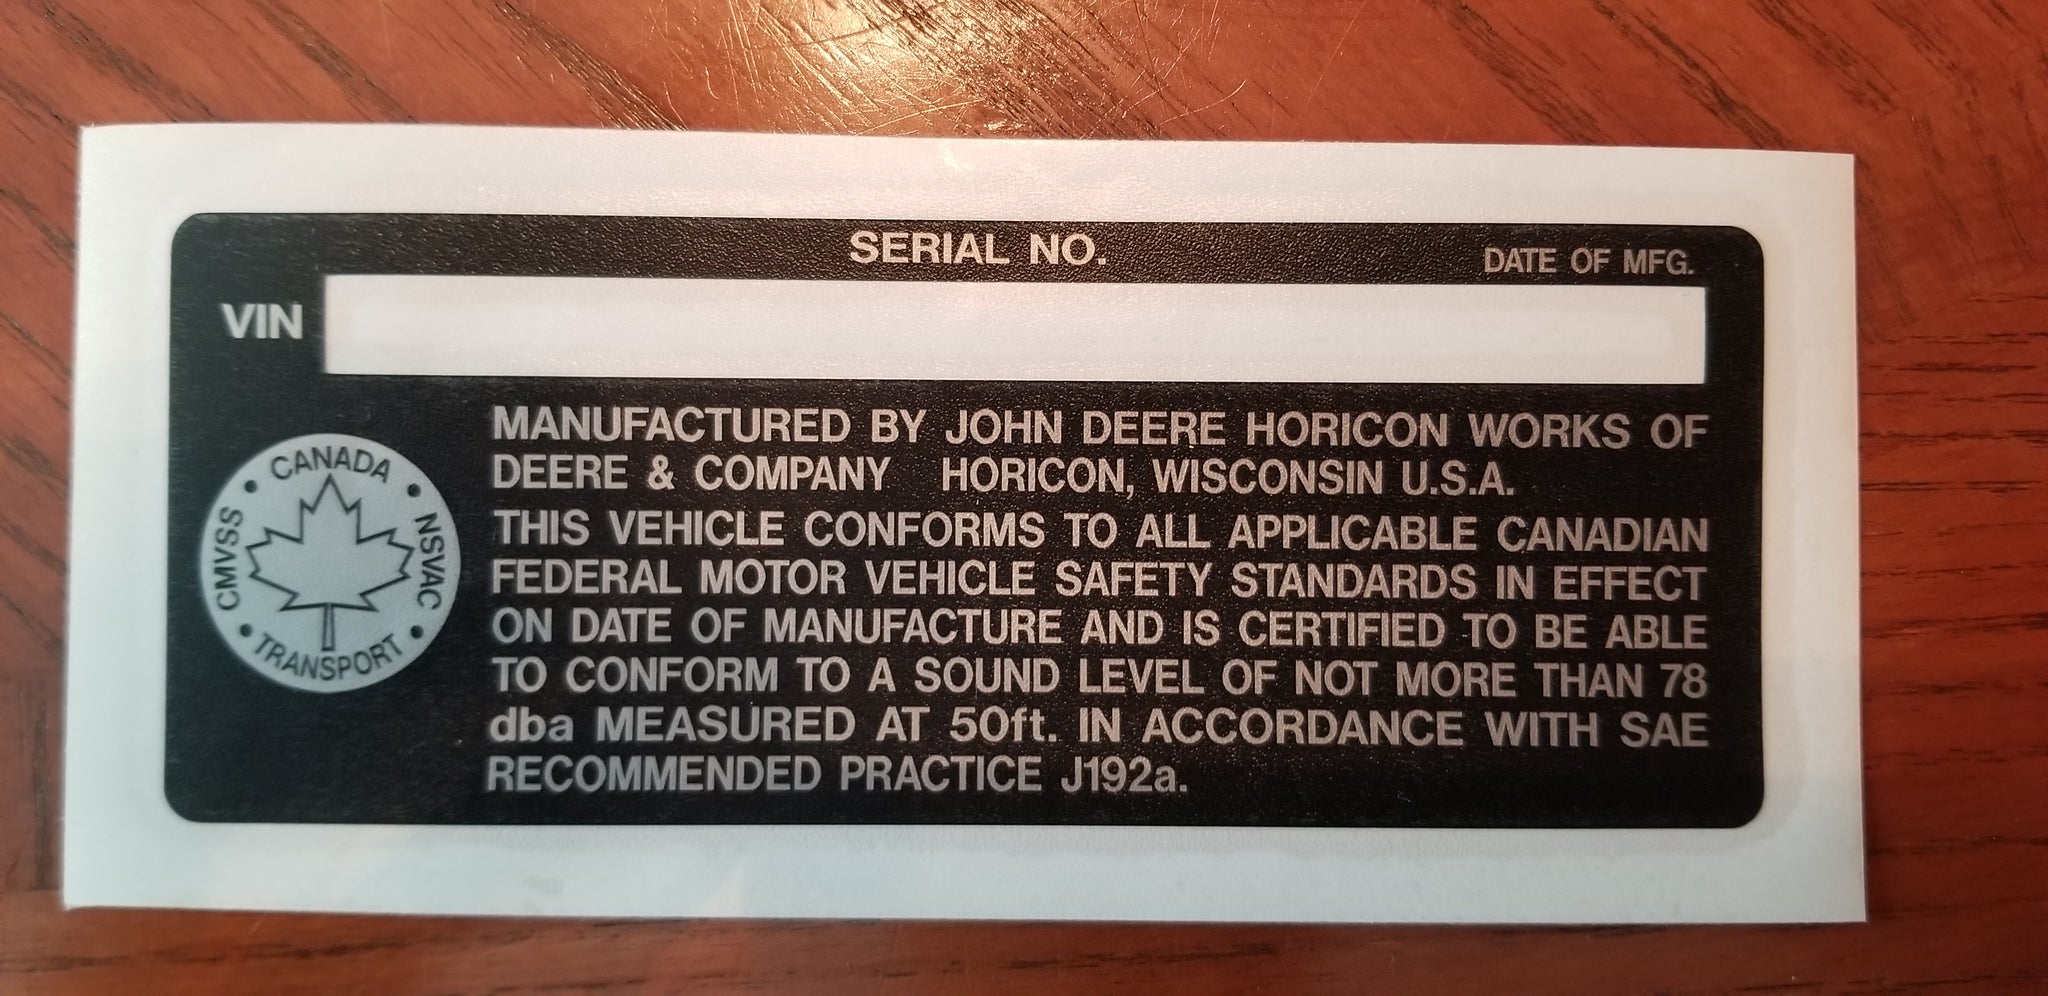 SERIAL NO.
DATE OF MFG.
VIN
CANADA
CMVSS
NSVAC
TRANSPORT
MANUFACTURED BY JOHN DEERE HORICON WORKS OF
DEERE & COMPANY HORICON, WISCONSIN U.S.A.
THIS VEHICLE CONFORMS TO ALL APPLICABLE CANADIAN
FEDERAL MOTOR VEHICLE SAFETY STANDARDS IN EFFECT
ON DATE OF MANUFACTURE AND IS CERTIFIED TO BE ABLE
TO CONFORM TO A SOUND LEVEL OF NOT MORE THAN 78
dba MEASURED AT 50ft. IN ACCORDANCE WITH SAE
RECOMMENDED PRACTICE J192a.